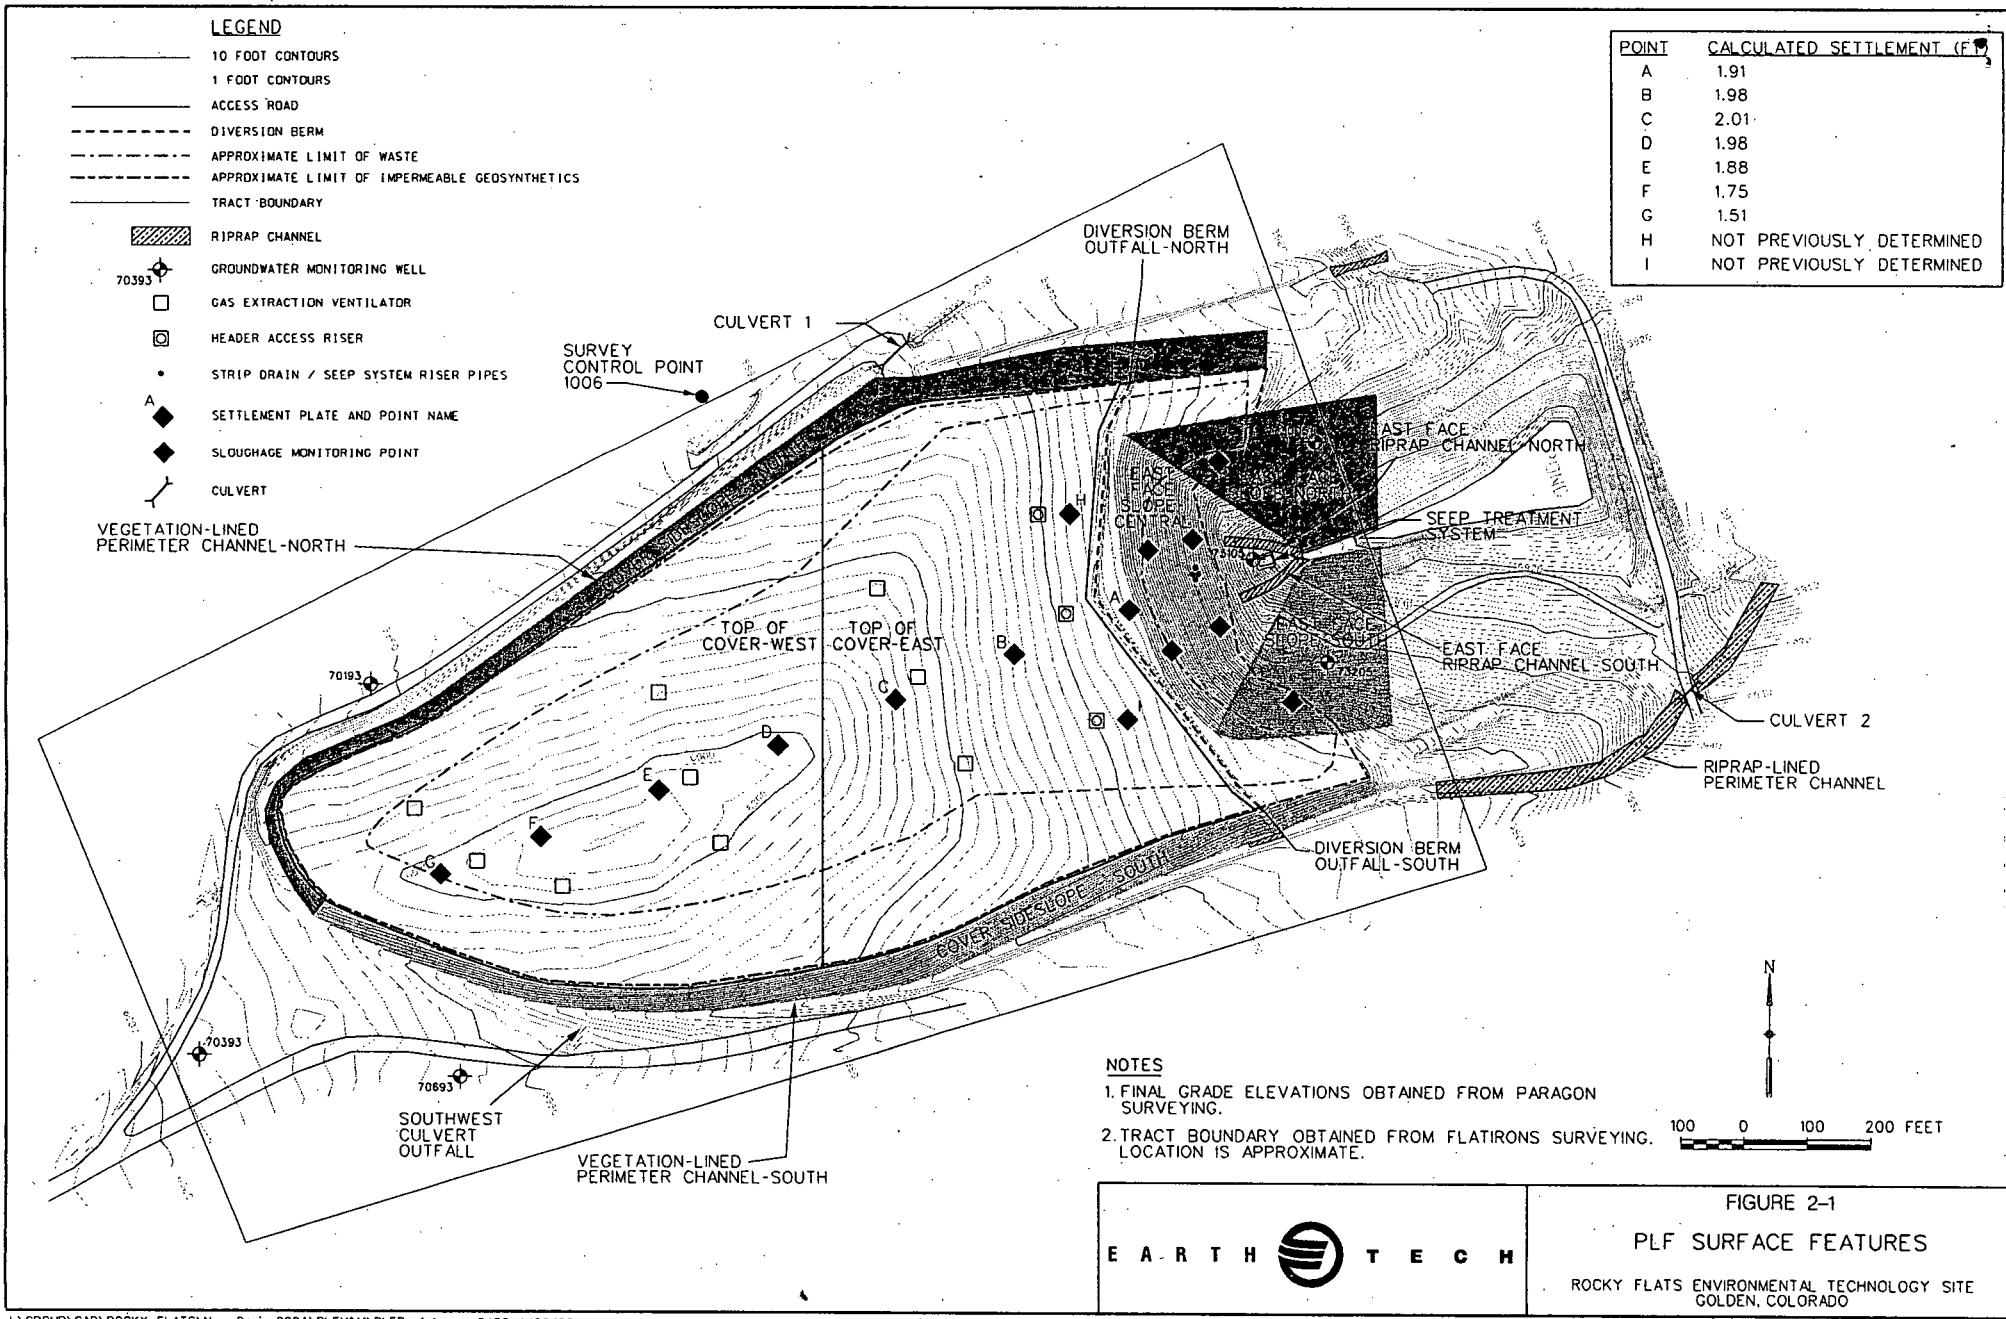 LEGEND
10 FOOT CONTOURS
1 FOOT CONTOURS
ACCESS ROAD
DIVERSION BERM
APPROXIMATE LIMIT OF WASTE
APPROXIMATE LIMIT OF IMPERMEABLE GEOSYNTHETICS
TRACT BOUNDARY
RIPRAP CHANNEL
70393
GROUNDWATER MONITORING WELL
GAS EXTRACTION VENTILATOR
HEADER ACCESS RISER
STRIP DRAIN / SEEP SYSTEM RISER PIPES
A
SETTLEMENT PLATE AND POINT NAME
SLOUGHAGE MONITORING POINT
CULVERT
POINT CALCULATED SETTLEMENT (FT)
A 1.91
B 1.98
C 2.01
D 1.98
E 1.88
F 1.75
G 1.51
H NOT PREVIOUSLY DETERMINED
I NOT PREVIOUSLY DETERMINED
DIVERSION BERM
OUTFALL-NORTH
CULVERT 1
SURVEY
CONTROL POINT
1006
VEGETATION-LINED
PERIMETER CHANNEL-NORTH
EAST FACE
RIPRAP CHANNEL-NORTH
EAST
FACE
SLOPE
CENTRAL
EAST FACE
SLOPE-NORTH
H
SEEP TREATMENT
SYSTEM
POND
A
TOP OF
COVER-WEST
TOP OF
COVER-EAST
B
EAST FACE
SLOPE-SOUTH
EAST FACE
RIPRAP CHANNEL-SOUTH
70193
C
I
D
CULVERT 2
E
RIPRAP-LINED
PERIMETER CHANNEL
F
G
DIVERSION BERM
OUTFALL-SOUTH
COVER SIDESLOPE - SOUTH
70393
70693
SOUTHWEST
CULVERT
OUTFALL
VEGETATION-LINED
PERIMETER CHANNEL-SOUTH
N
NOTES
1. FINAL GRADE ELEVATIONS OBTAINED FROM PARAGON
SURVEYING.
2. TRACT BOUNDARY OBTAINED FROM FLATIRONS SURVEYING.
LOCATION IS APPROXIMATE.
100 0 100 200 FEET
EARTH TECH
FIGURE 2-1
PLF SURFACE FEATURES
ROCKY FLATS ENVIRONMENTAL TECHNOLOGY SITE
GOLDEN, COLORADO